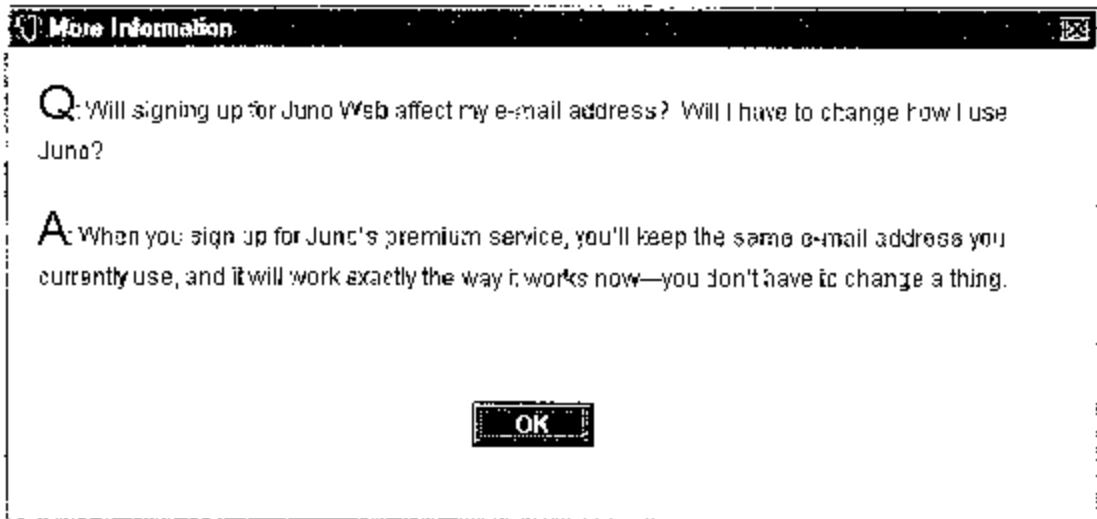 More Information
Q: Will signing up for Juno Web affect my e-mail address? Will I have to change how I use
Juno?
A: When you sign up for Juno's premium service, you'll keep the same e-mail address you
currently use, and it will work exactly the way it works now—you don't have to change a thing.
OK